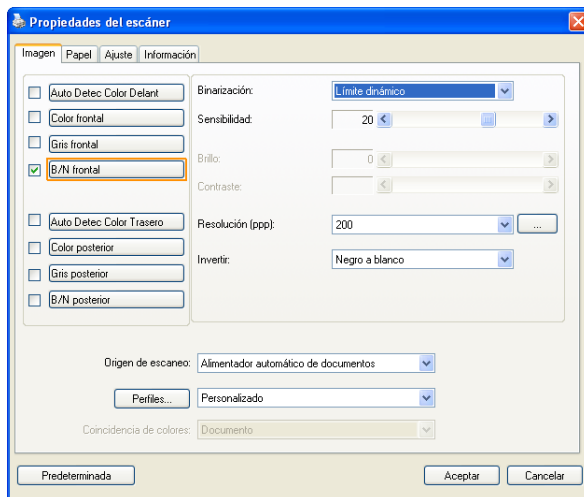 Propiedades del escáner
Imagen Papel Ajuste Información
Auto Detec Color Delant
Color frontal
Gris frontal
B/N frontal
Auto Detec Color Trasero
Color posterior
Gris posterior
B/N posterior
Binarización: Límite dinámico
Sensibilidad: 20
Brillo: 0
Contraste:
Resolución (ppp): 200 ...
Invertir: Negro a blanco
Origen de escaneo: Alimentador automático de documentos
Perfiles... Personalizado
Coincidencia de colores: Documento
Predeterminada Aceptar Cancelar